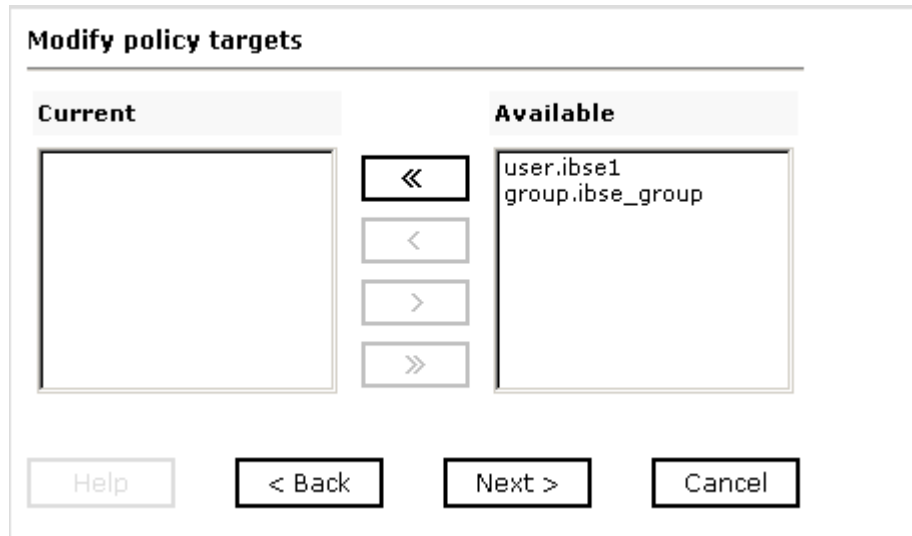 Modify policy targets
Current
Available
user.ibse1
group.ibse_group
<<
<
>
>>
Help
< Back
Next >
Cancel